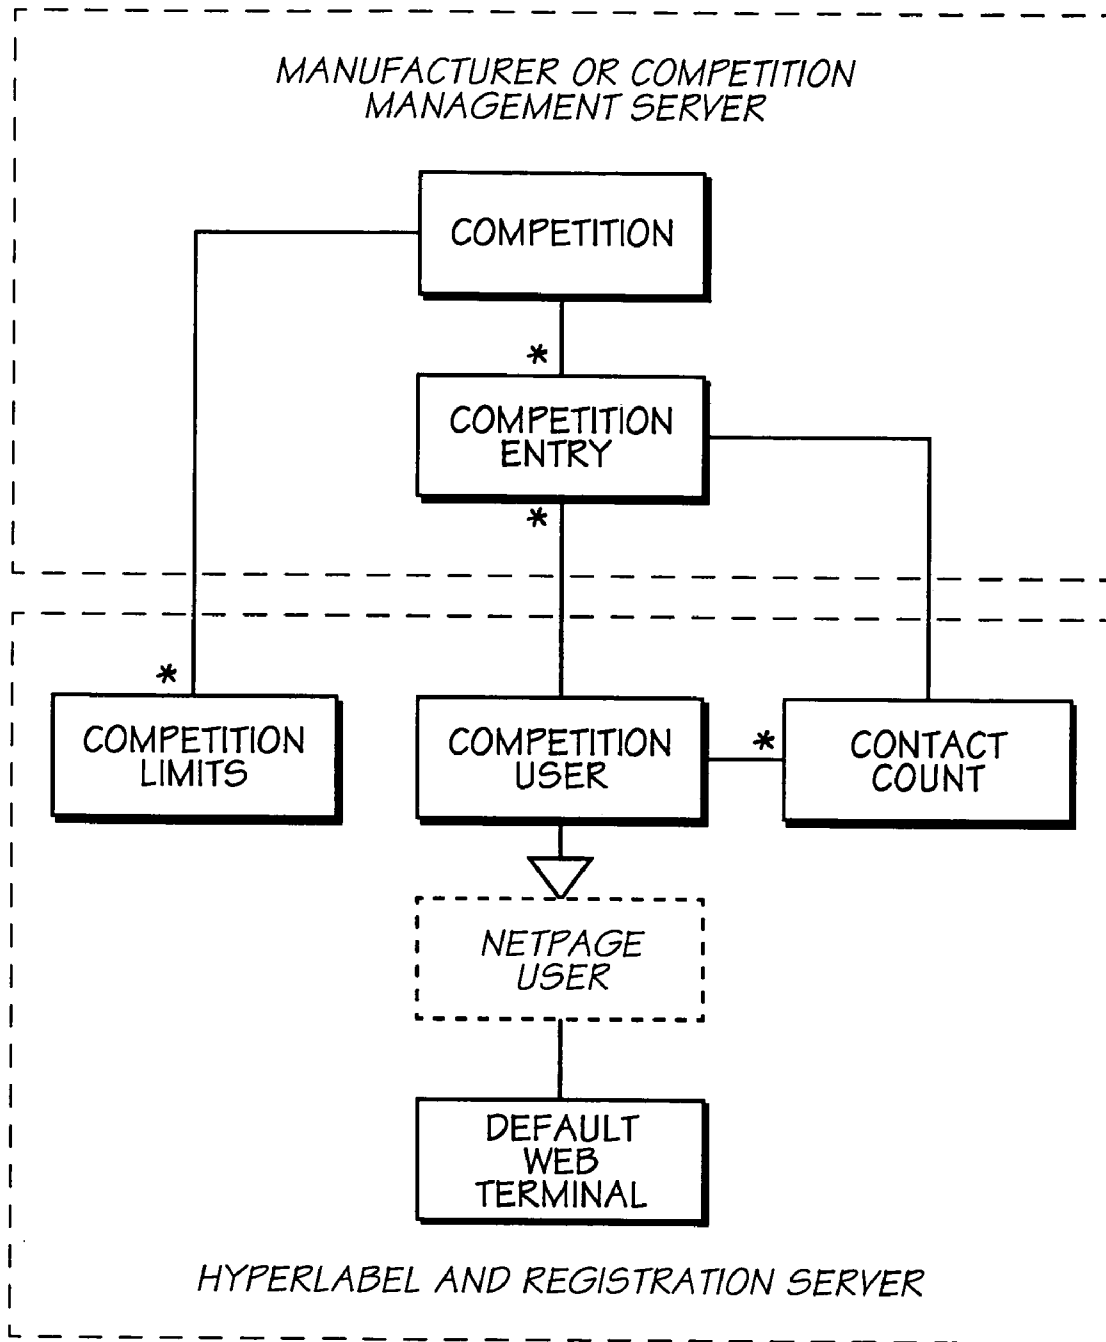 MANUFACTURER OR COMPETITION
MANAGEMENT SERVER
COMPETITION
*
COMPETITION
ENTRY
*
*
COMPETITION
LIMITS
COMPETITION
USER
*
CONTACT
COUNT
NETPAGE
USER
DEFAULT
WEB
TERMINAL
HYPERLABEL AND REGISTRATION SERVER